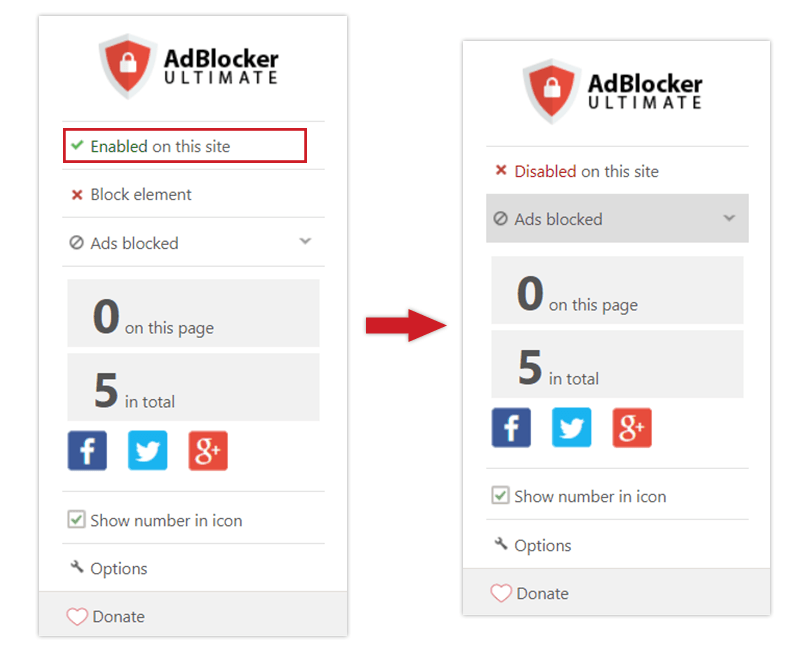 AdBlocker
ULTIMATE
Enabled on this site
Block element
Ads blocked
0 on this page
5 in total
f
g+
Show number in icon
Options
Donate
AdBlocker
ULTIMATE
Disabled on this site
Ads blocked
0 on this page
5 in total
f
g+
Show number in icon
Options
Donate